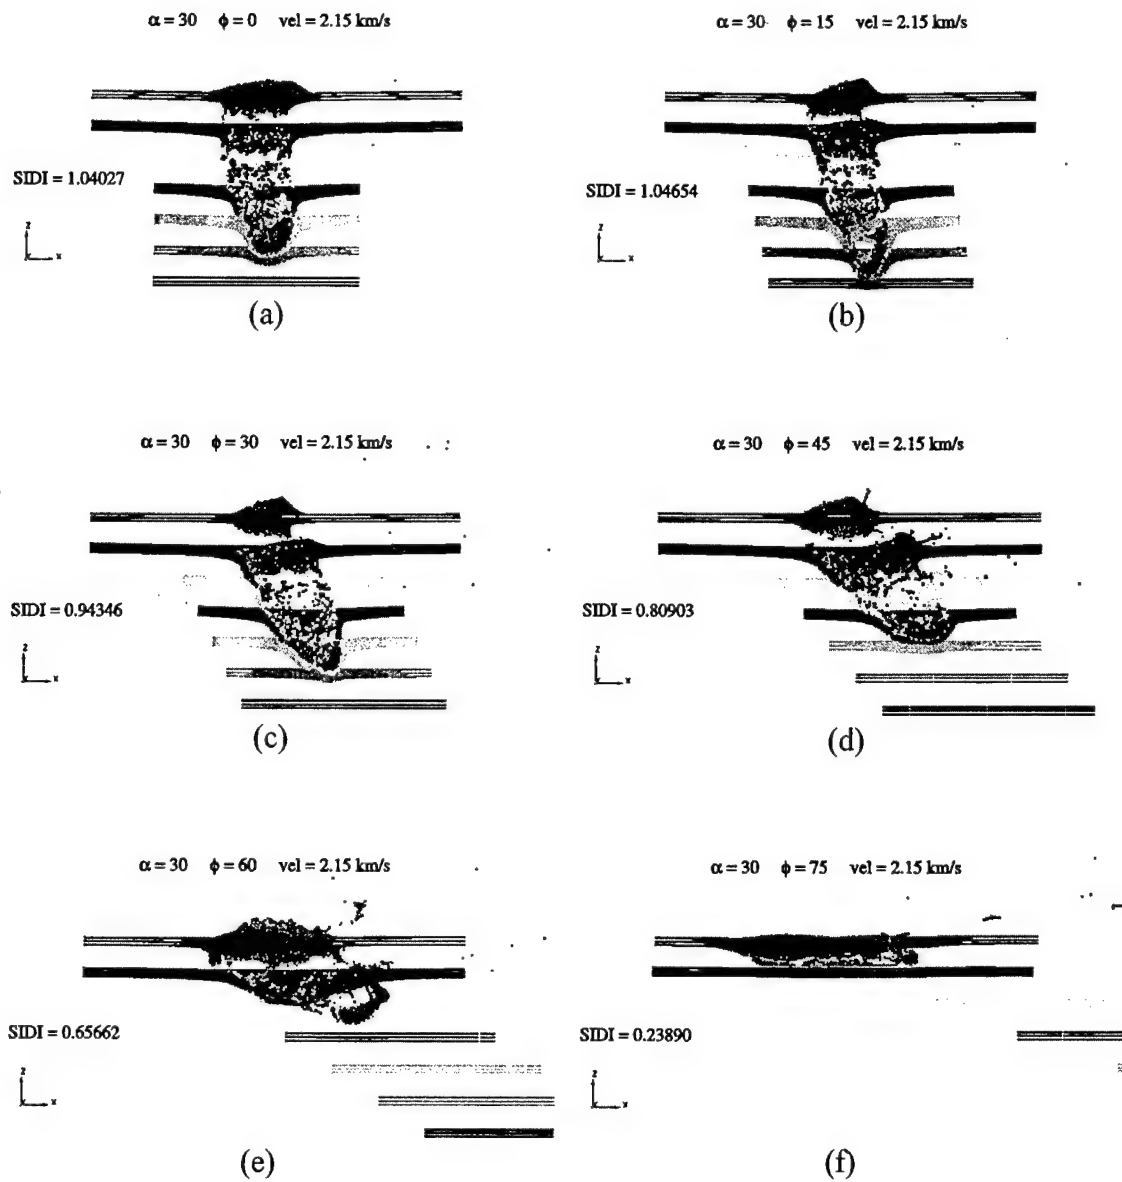 α = 30 ϕ = 0 vel = 2.15 km/s
α = 30 ϕ = 15 vel = 2.15 km/s
SIDI = 1.04027
SIDI = 1.04654
z
x
z
x
(a)
(b)
α = 30 ϕ = 30 vel = 2.15 km/s
α = 30 ϕ = 45 vel = 2.15 km/s
SIDI = 0.94346
SIDI = 0.80903
z
x
z
x
(c)
(d)
α = 30 ϕ = 60 vel = 2.15 km/s
α = 30 ϕ = 75 vel = 2.15 km/s
SIDI = 0.65662
SIDI = 0.23890
z
x
z
x
(e)
(f)